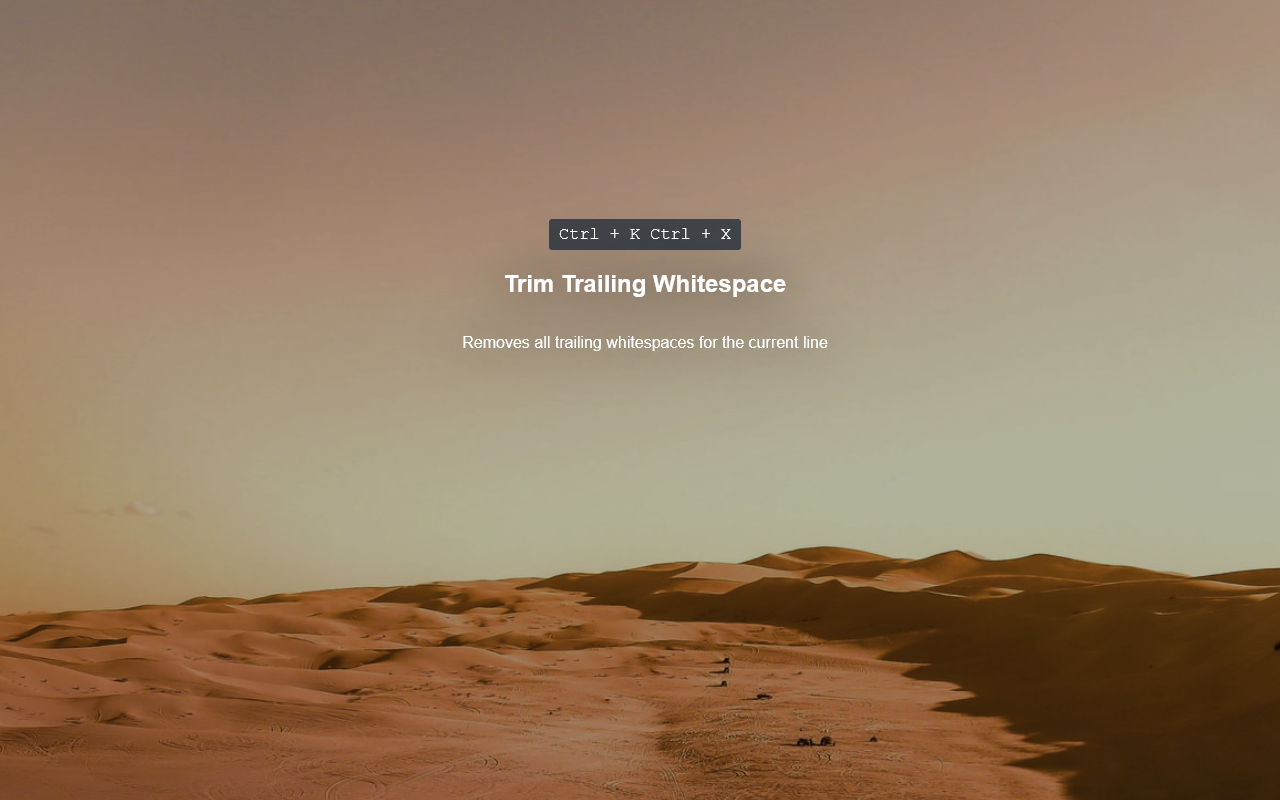 Ctrl + K Ctrl + X
Trim Trailing Whitespace
Removes all trailing whitespaces for the current line